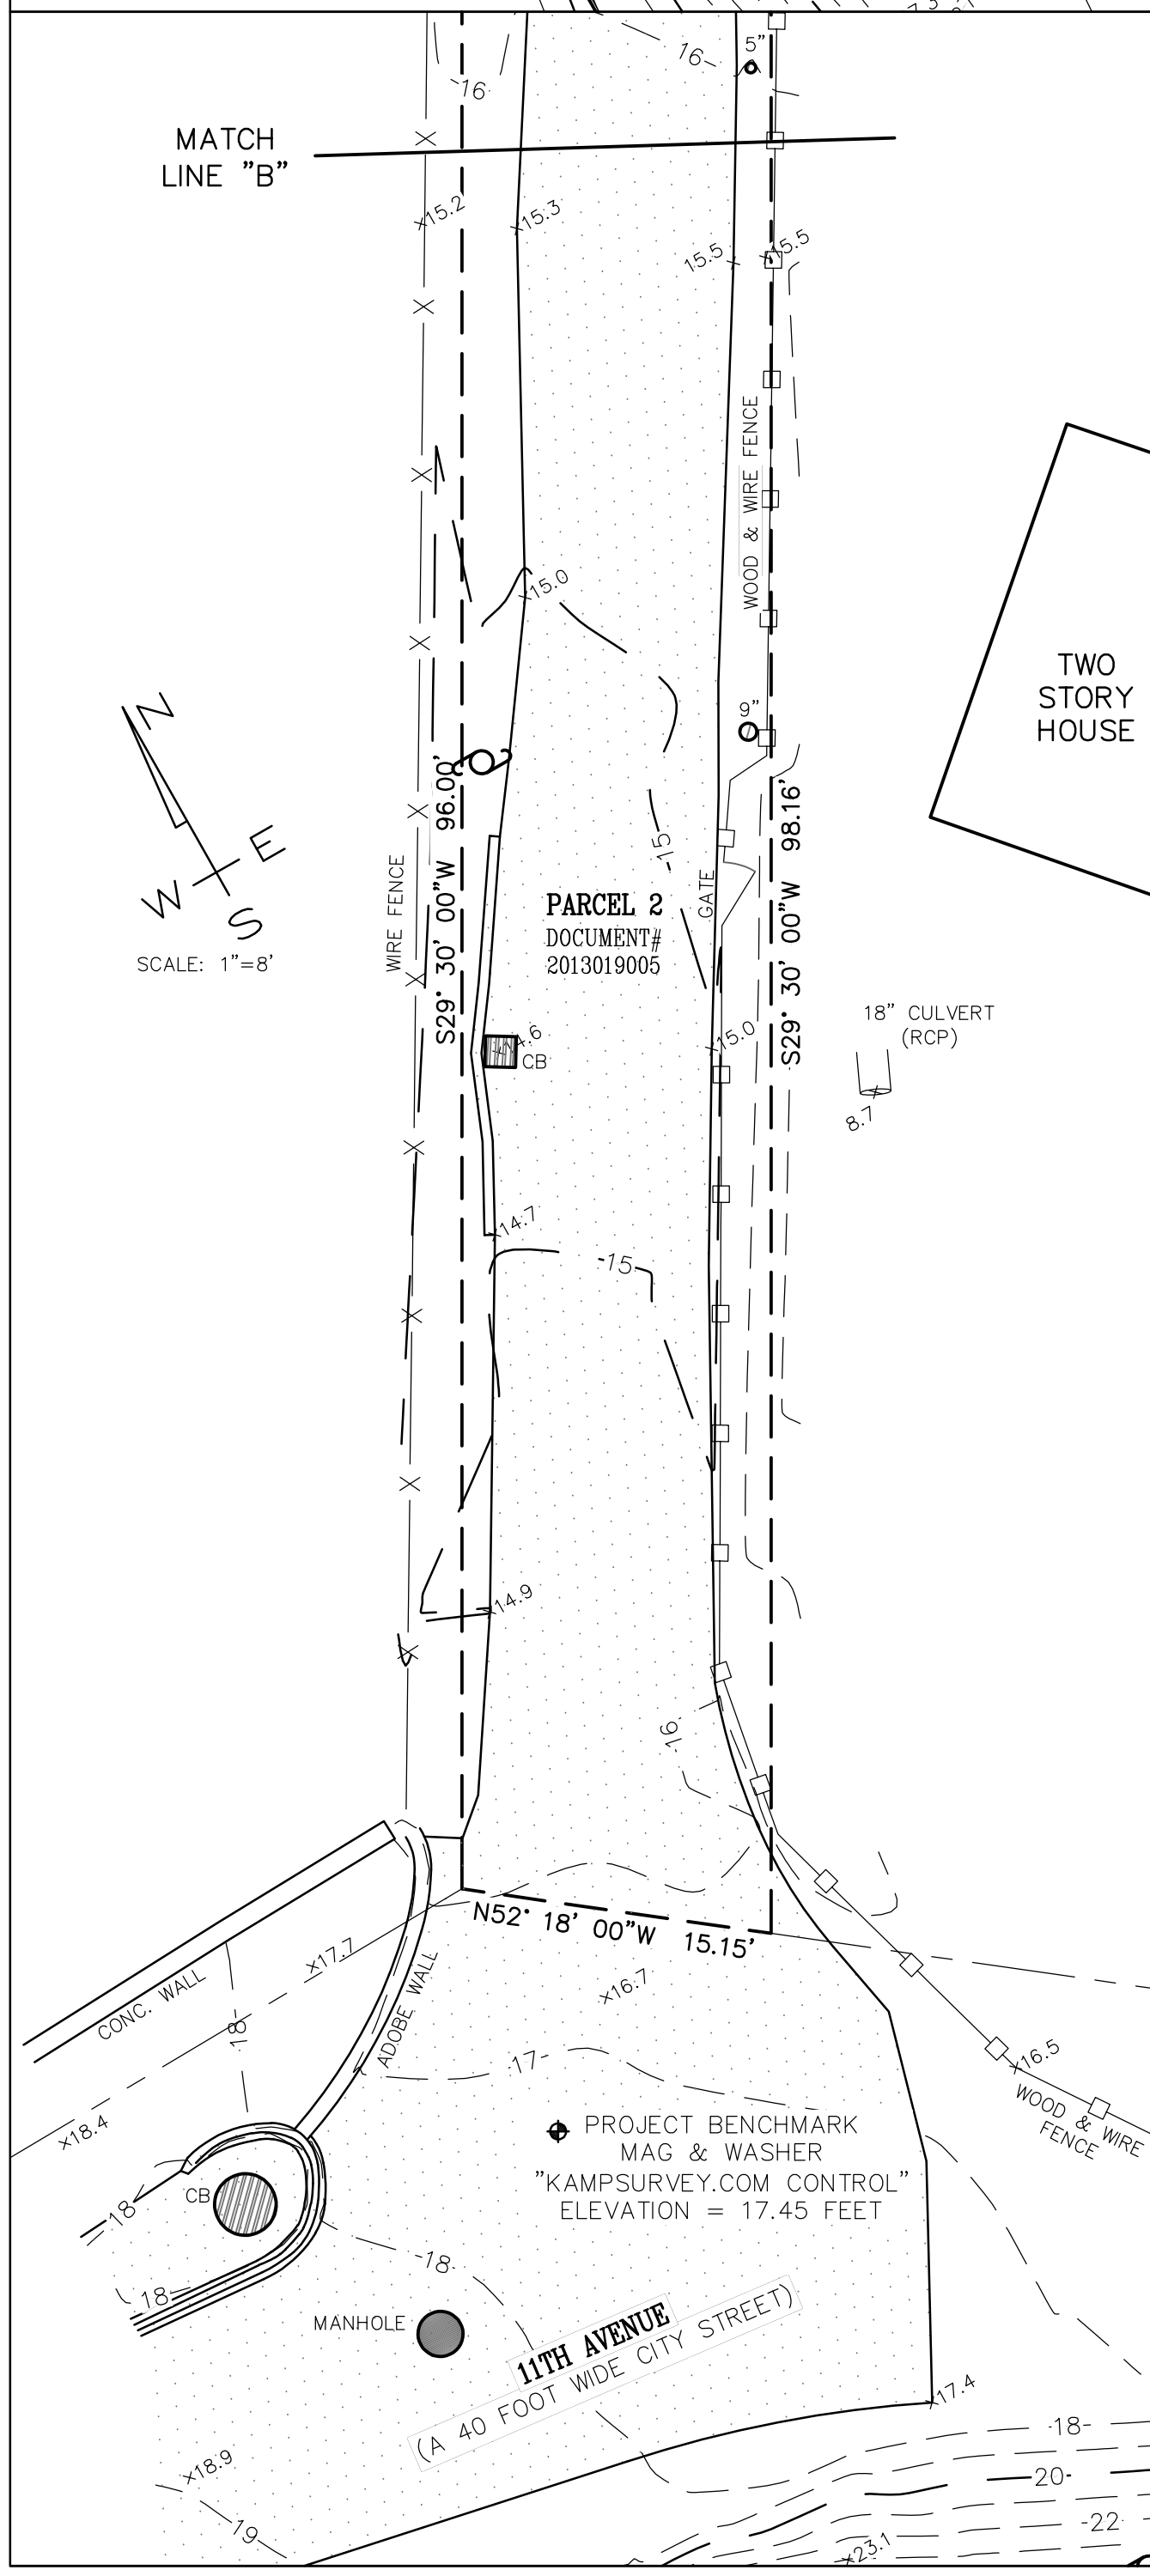 16
16
5"
MATCH
LINE "B"
15.2
15.3
15.5
15.5
WOOD & WIRE FENCE
15.0
TWO
STORY
HOUSE
N
E
W
S
SCALE: 1"=8'
9"
WIRE FENCE
S29° 30' 00"W 96.00'
15
GATE
S29° 30' 00"W 98.16'
PARCEL 2
DOCUMENT#
2013019005
14.6
CB
15.0
18" CULVERT
(RCP)
8.7
14.7
15
14.9
16
N52° 18' 00"W 15.15'
17.7
CONC. WALL
ADOBE WALL
16.7
18
17
16.5
WOOD & WIRE
FENCE
18.4
PROJECT BENCHMARK
MAG & WASHER
"KAMPSURVEY.COM CONTROL"
ELEVATION = 17.45 FEET
CB
18
18
18
MANHOLE
11TH AVENUE
(A 40 FOOT WIDE CITY STREET)
17.4
18.9
19
18
20
22
23.1